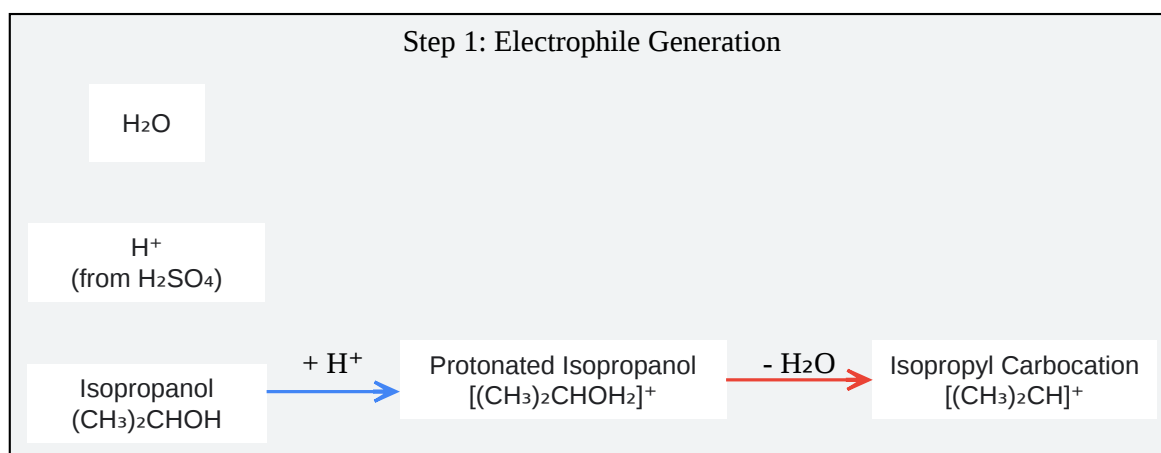 Step 1: Electrophile Generation
H₂O
H⁺
(from H₂SO₄)
Isopropanol
(CH₃)₂CHOH
+ H⁺
Protonated Isopropanol
[(CH₃)₂CHOH₂]⁺
- H₂O
Isopropyl Carbocation
[(CH₃)₂CH]⁺